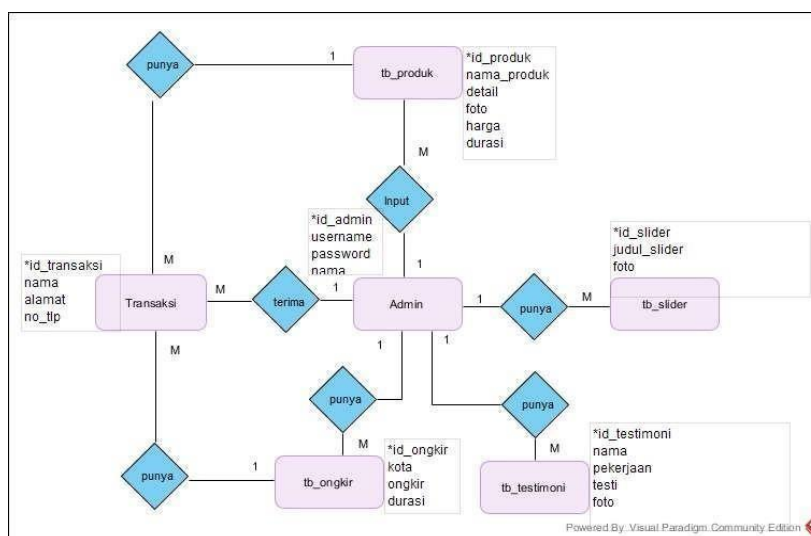 punya
1
tb_produk
*id_produk
nama_produk
detail
foto
harga
durasi
M
Input
*id_admin
username
password
nama
*id_slider
judul_slider
foto
*id_transaksi
nama
alamat
no_tlp
M
1
Transaksi
M
terima
1
Admin
1
punya
M
tb_slider
M
1
1
punya
punya
M
*id_ongkir
kota
ongkir
durasi
M
*id_testimoni
nama
pekerjaan
testi
foto
punya
1
tb_ongkir
tb_testimoni
Powered By: Visual Paradigm Community Edition